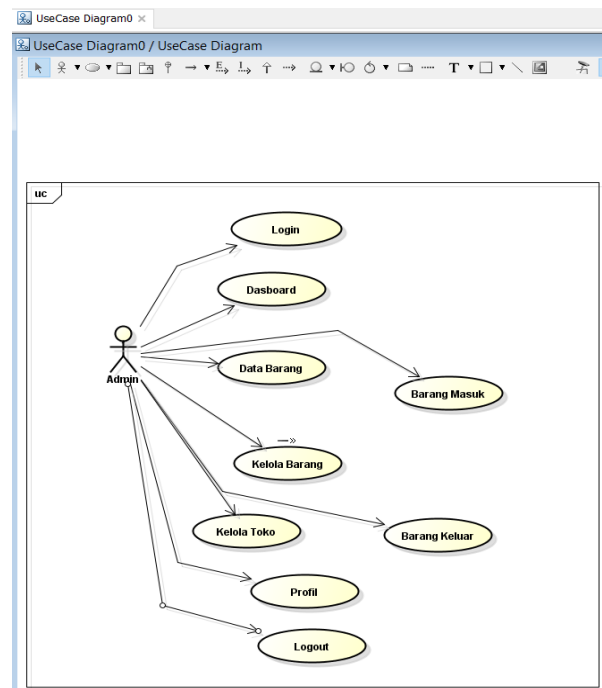 UseCase Diagram0
UseCase Diagram0 / UseCase Diagram
T
uc
Login
Dasboard
Admin
Data Barang
Barang Masuk
Kelola Barang
Kelola Toko
Barang Keluar
Profil
Logout